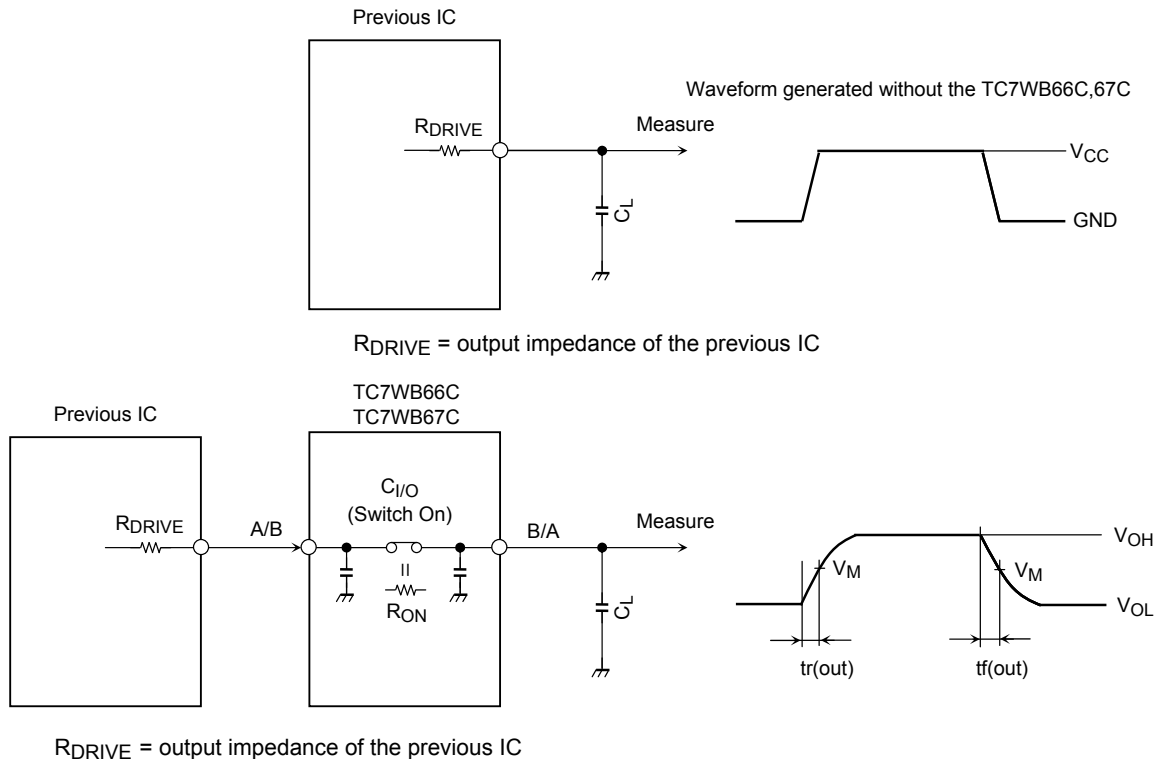 Previous IC
Waveform generated without the TC7WB66C,67C
RDRIVE
Measure
VCC
CL
GND
RDRIVE = output impedance of the previous IC
TC7WB66C
TC7WB67C
Previous IC
CI/O
(Switch On)
RDRIVE
A/B
B/A
Measure
VOH
VM
VM
RON
CL
VOL
tr(out)
tf(out)
RDRIVE = output impedance of the previous IC